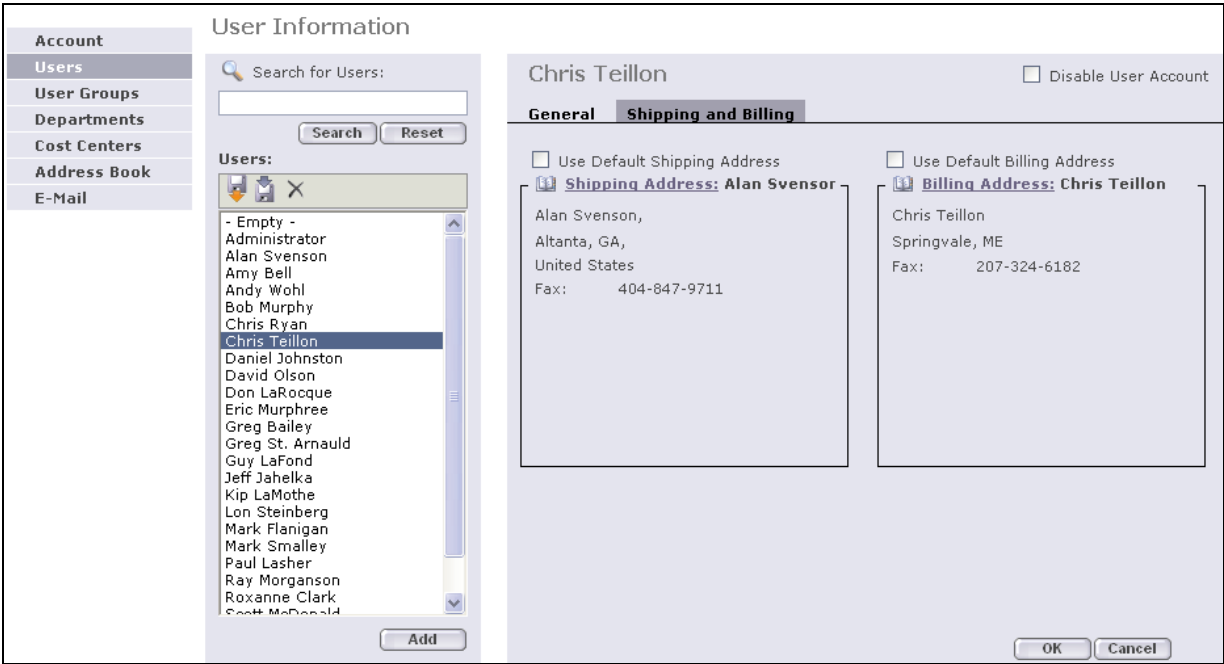 User Information
Account
Users
User Groups
Departments
Cost Centers
Address Book
E-Mail
Search for Users:
Search Reset
Users:
- Empty -
Administrator
Alan Svenson
Amy Bell
Andy Wohl
Bob Murphy
Chris Ryan
Chris Teillon
Daniel Johnston
David Olson
Don LaRocque
Eric Murphree
Greg Bailey
Greg St. Arnauld
Guy LaFond
Jeff Jahelka
Kip LaMothe
Lon Steinberg
Mark Flanigan
Mark Smalley
Paul Lasher
Ray Morganson
Roxanne Clark
Scott McDonald
Add
Chris Teillon
Disable User Account
General Shipping and Billing
Use Default Shipping Address
Shipping Address: Alan Svensor
Alan Svenson,
Altanta, GA,
United States
Fax: 404-847-9711
Use Default Billing Address
Billing Address: Chris Teillon
Chris Teillon
Springvale, ME
Fax: 207-324-6182
OK Cancel